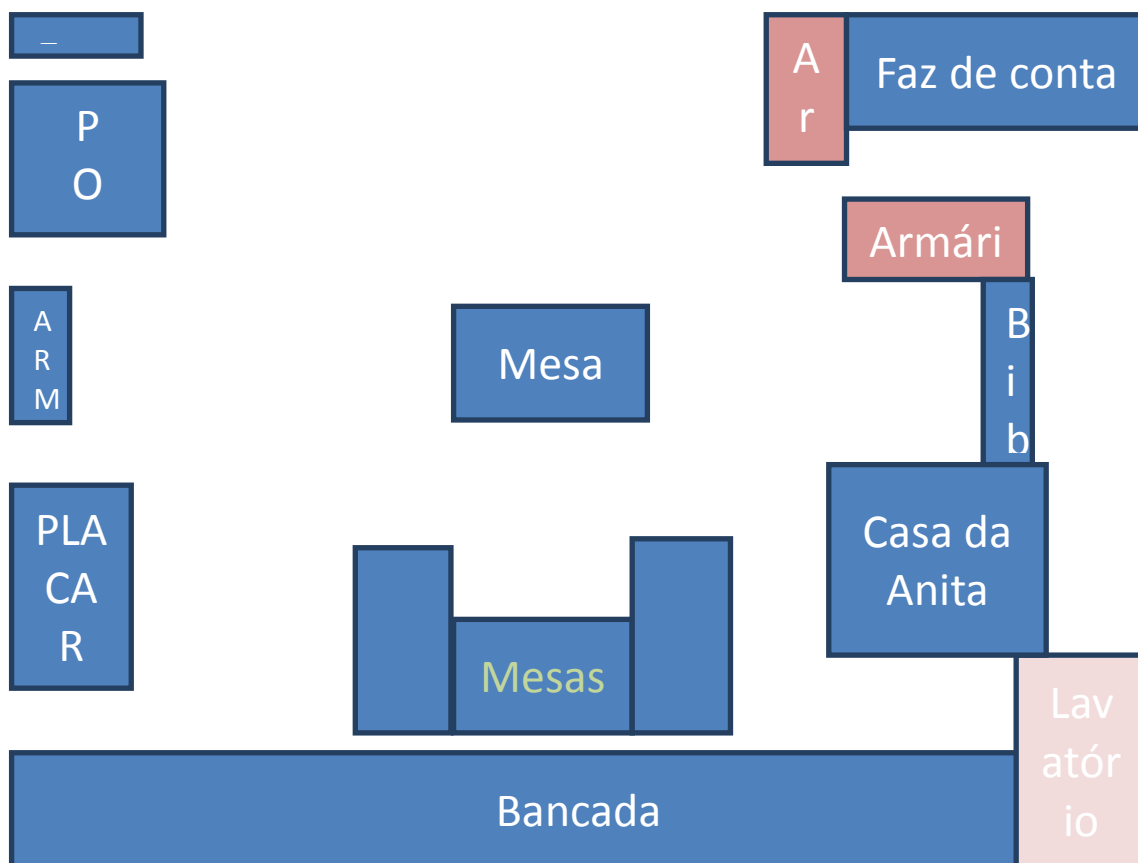 P
O
A
r
Faz de conta
Armári
A
R
M
Mesa
B
i
b
PLA
CA
R
Casa da
Anita
Mesas
Lav
atór
io
Bancada